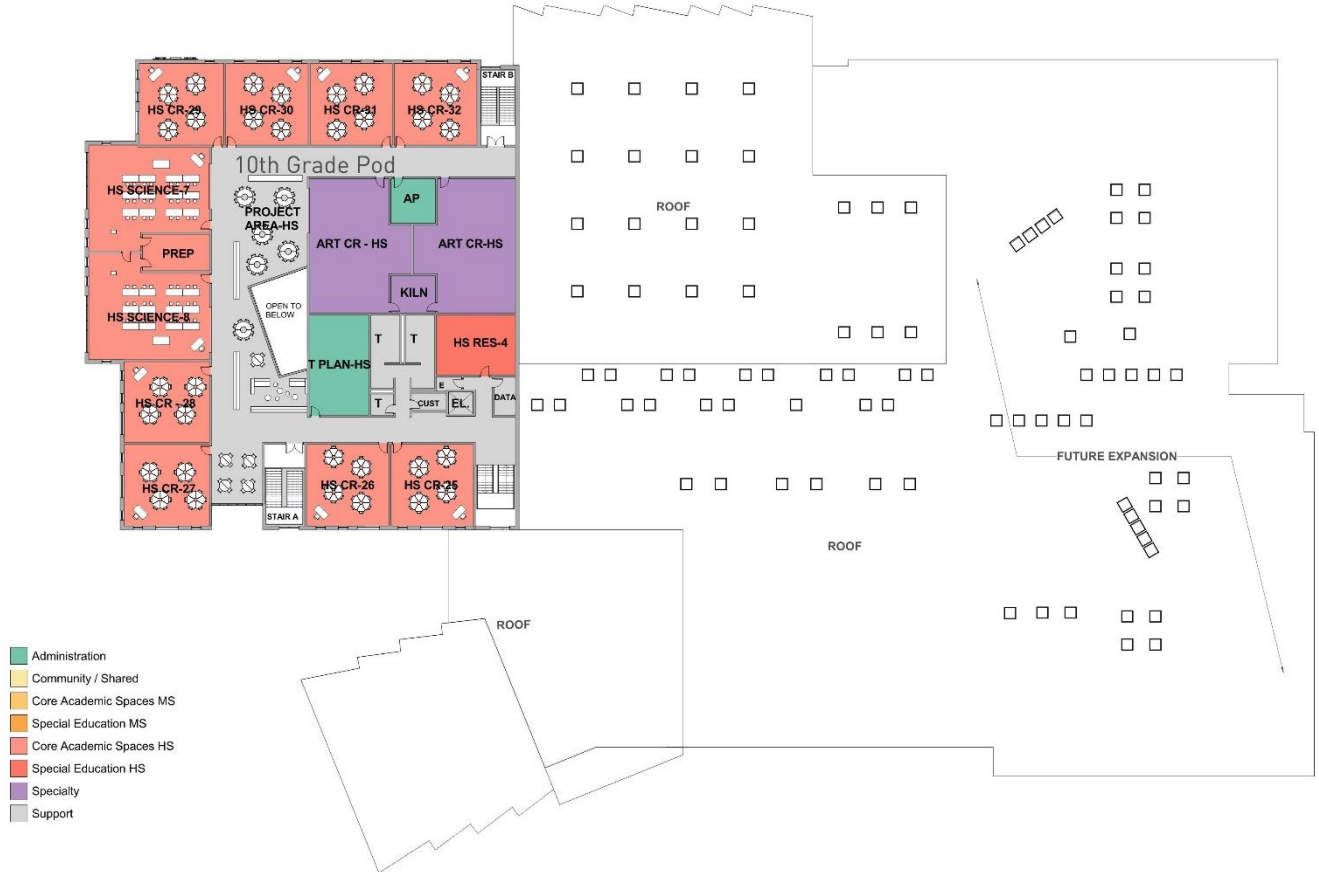 STAIR B
HS CR-29
HS CR-30
HS CR-31
HS CR-32
10th Grade Pod
HS SCIENCE-7
AP
PROJECT
AREA-HS
ROOF
ART CR - HS
ART CR-HS
PREP
KILN
OPEN TO
BELOW
HS SCIENCE-8
T
T
HS RES-4
T PLAN-HS
E
HS CR - 28
T
CUST
EL.
DATA
FUTURE EXPANSION
HS CR-27
HS CR-26
HS CR-25
STAIR A
ROOF
ROOF
Administration
Community / Shared
Core Academic Spaces MS
Special Education MS
Core Academic Spaces HS
Special Education HS
Specialty
Support